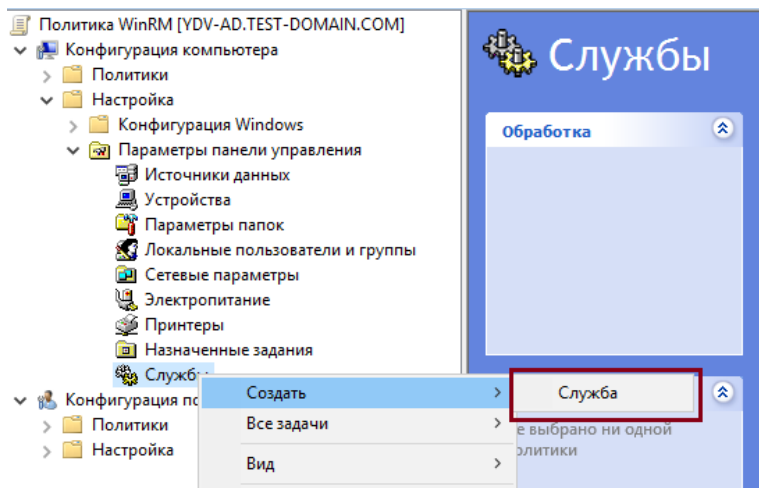 Политика WinRM [YDV-AD.TEST-DOMAIN.COM]
Конфигурация компьютера
Политики
Настройка
Конфигурация Windows
Параметры панели управления
Источники данных
Устройства
Параметры папок
Локальные пользователи и группы
Сетевые параметры
Электропитание
Принтеры
Назначенные задания
Службы
Конфигурация по
Политики
Настройка
Создать
Все задачи
Вид
Служба
Службы
Обработка
е выбрано ни одной
олитики